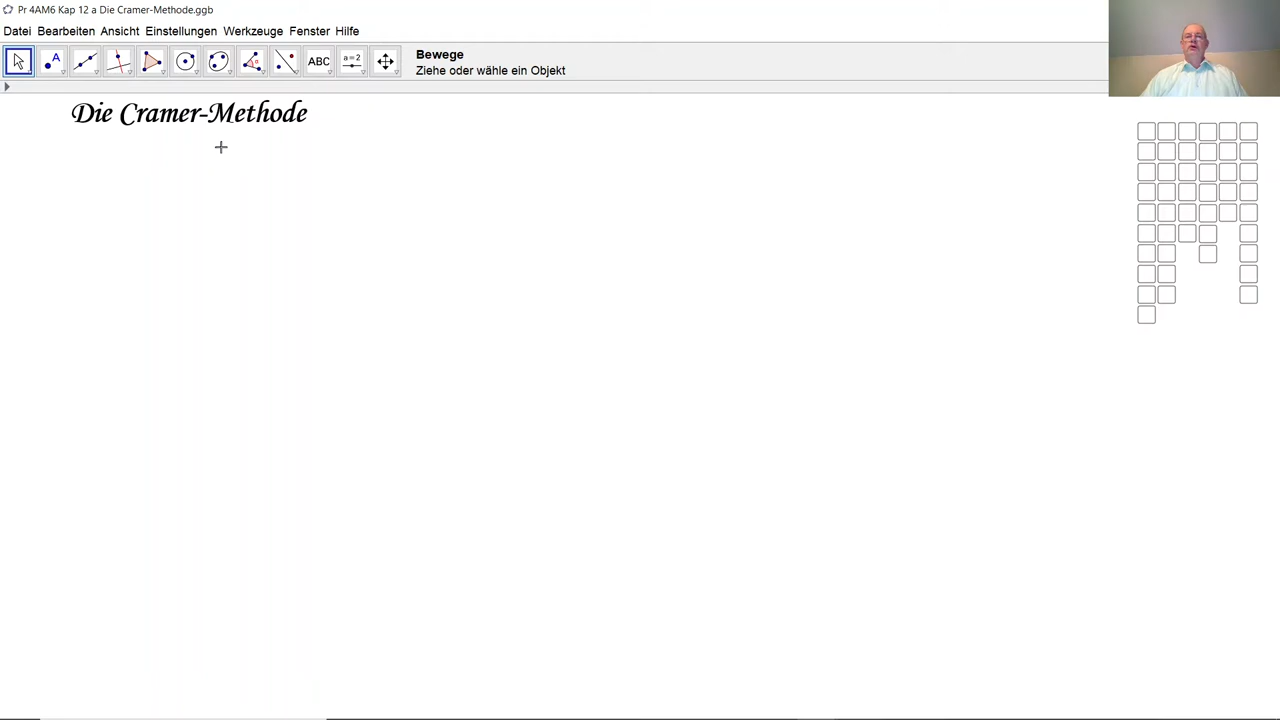 Pr 4AM6 Kap 12 a Die Cramer-Methode.ggb
Datei Bearbeiten Ansicht Einstellungen Werkzeuge Fenster Hilfe
A ABC a=2 Bewege
Ziehe oder wähle ein Objekt
Die Cramer-Methode